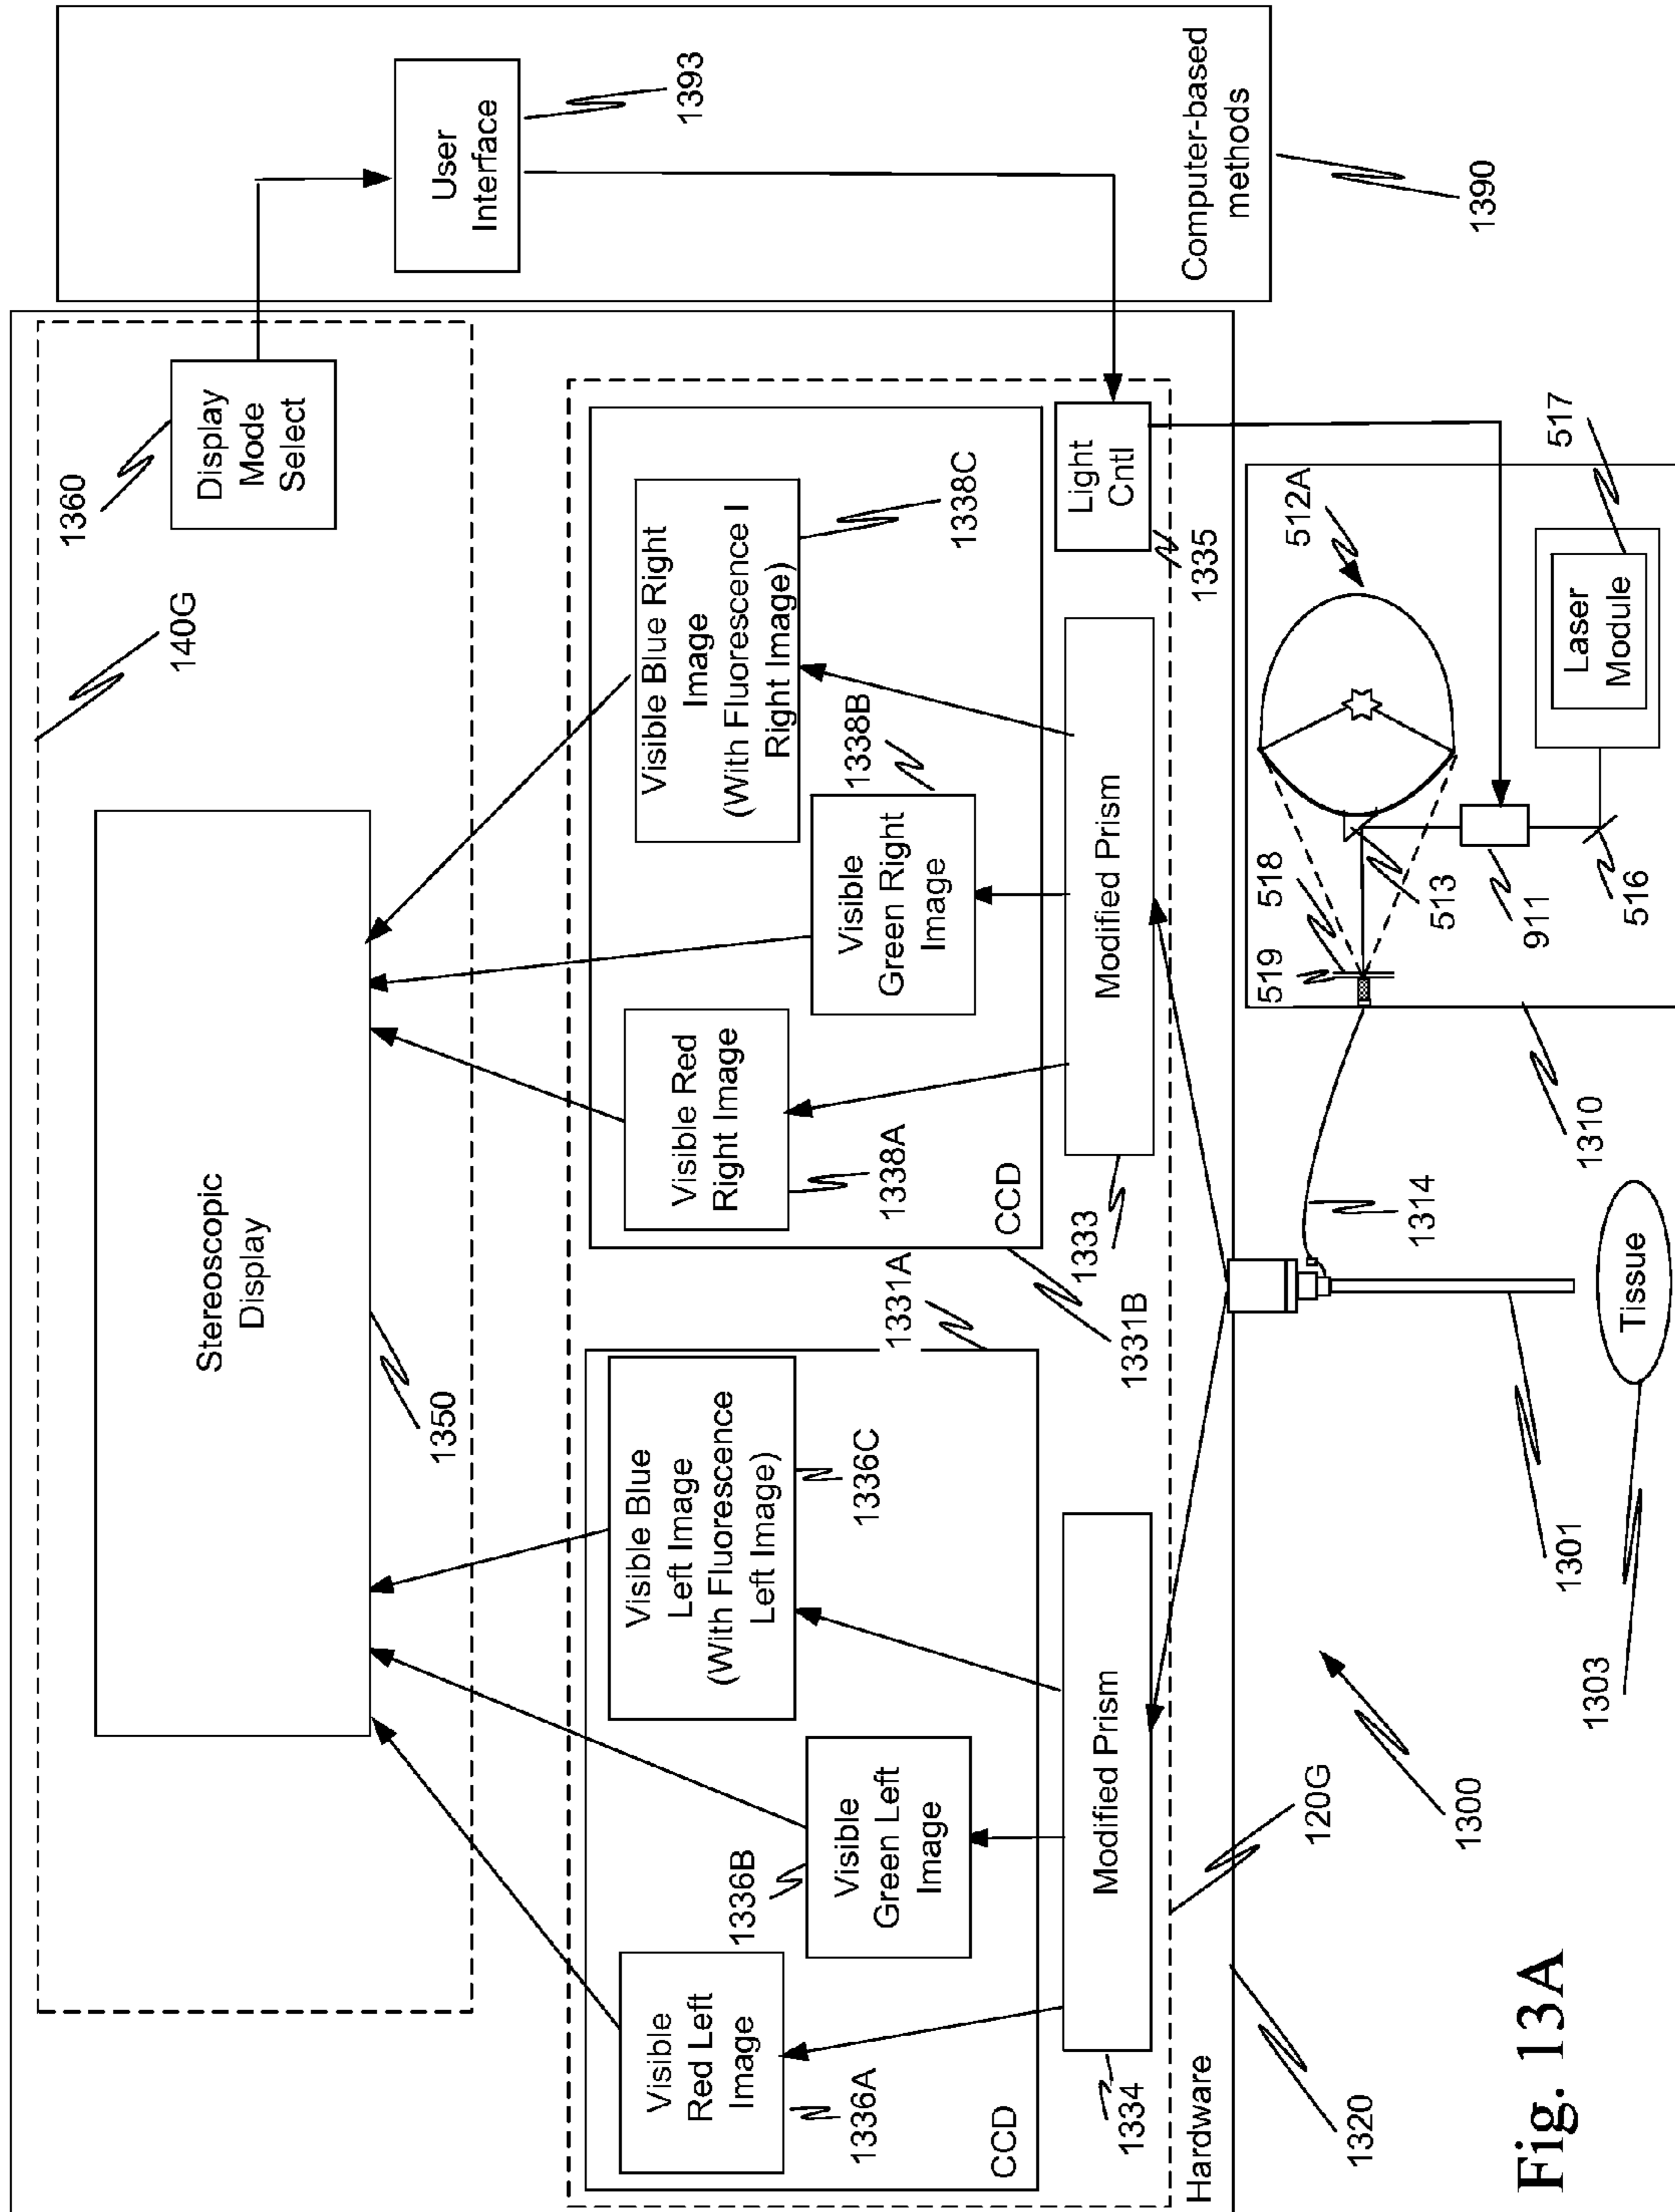 140G
1360
Stereoscopic
Display
Display
Mode
Select
User
Interface
1393
1350
Visible
Red Left
Image
1336A
1336B
Visible
Green Left
Image
Visible Blue
Left Image
(With Fluorescence
Left Image)
1336C
CCD
1331A
Visible Red
Right Image
1338A
Visible
Green Right
Image
1338B
Visible Blue Right
Image
(With Fluorescence I
Right Image)
1338C
CCD
1331B
Modified Prism
1334
Modified Prism
1333
Light
Cntl
1335
Hardware
1320
120G
Computer-based
methods
1390
1300
1301
1303
Tissue
1314
1310
519
518
513
911
516
512A
517
Laser
Module
Fig. 13A